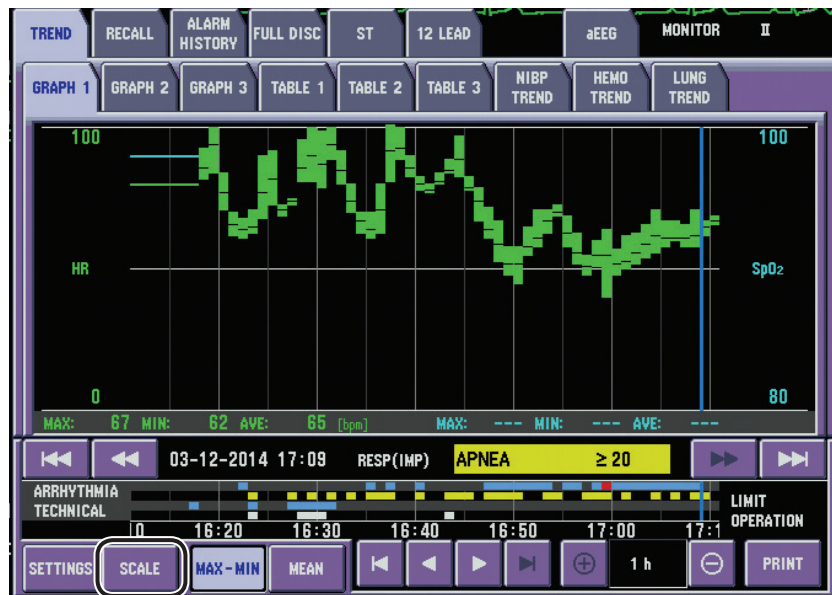 TREND RECALL ALARM HISTORY FULL DISC ST 12 LEAD aEEG MONITOR II
GRAPH 1 GRAPH 2 GRAPH 3 TABLE 1 TABLE 2 TABLE 3 NIBP TREND HEMO TREND LUNG TREND
100 100
HR SpO2
0 80
MAX: 67 MIN: 62 AVE: 65 [bpm] MAX: --- MIN: --- AVE: ---
03-12-2014 17:09 RESP(IMP) APNEA ≥ 20
ARRHYTHMIA
TECHNICAL
LIMIT
OPERATION
0 16:20 16:30 16:40 16:50 17:00 17:1
SETTINGS SCALE MAX-MIN MEAN 1 h PRINT